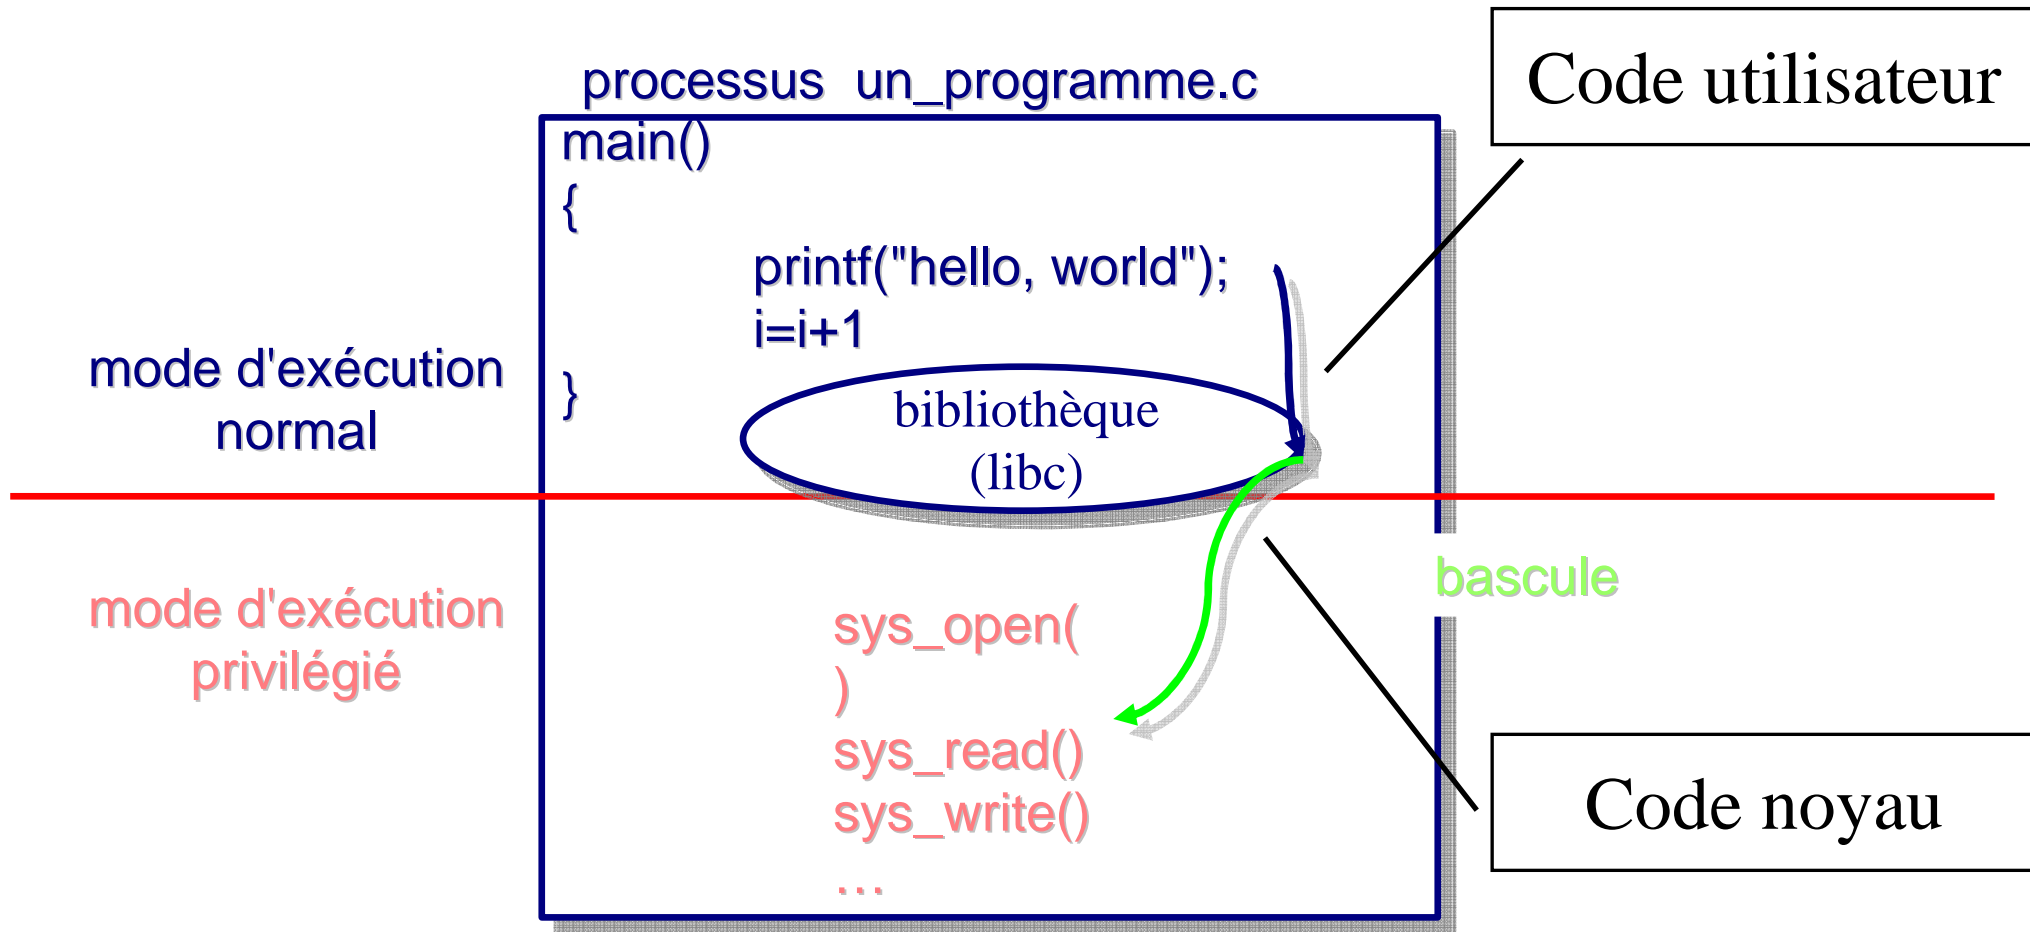 processus un_programme.c
Code utilisateur
main()
{
printf("hello, world");
i=i+1
}
mode d'exécution
normal
bibliothèque
(libc)
bascule
mode d'exécution
privilégié
sys_open(
)
sys_read()
sys_write()
...
Code noyau